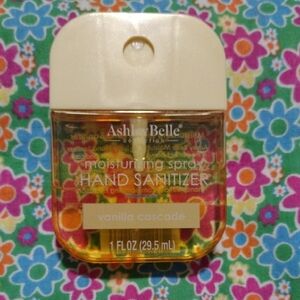 Ashley Belle
moisturizing spray
HAND SANITIZER
vanilla cascade
1 FL OZ (29.5 mL)